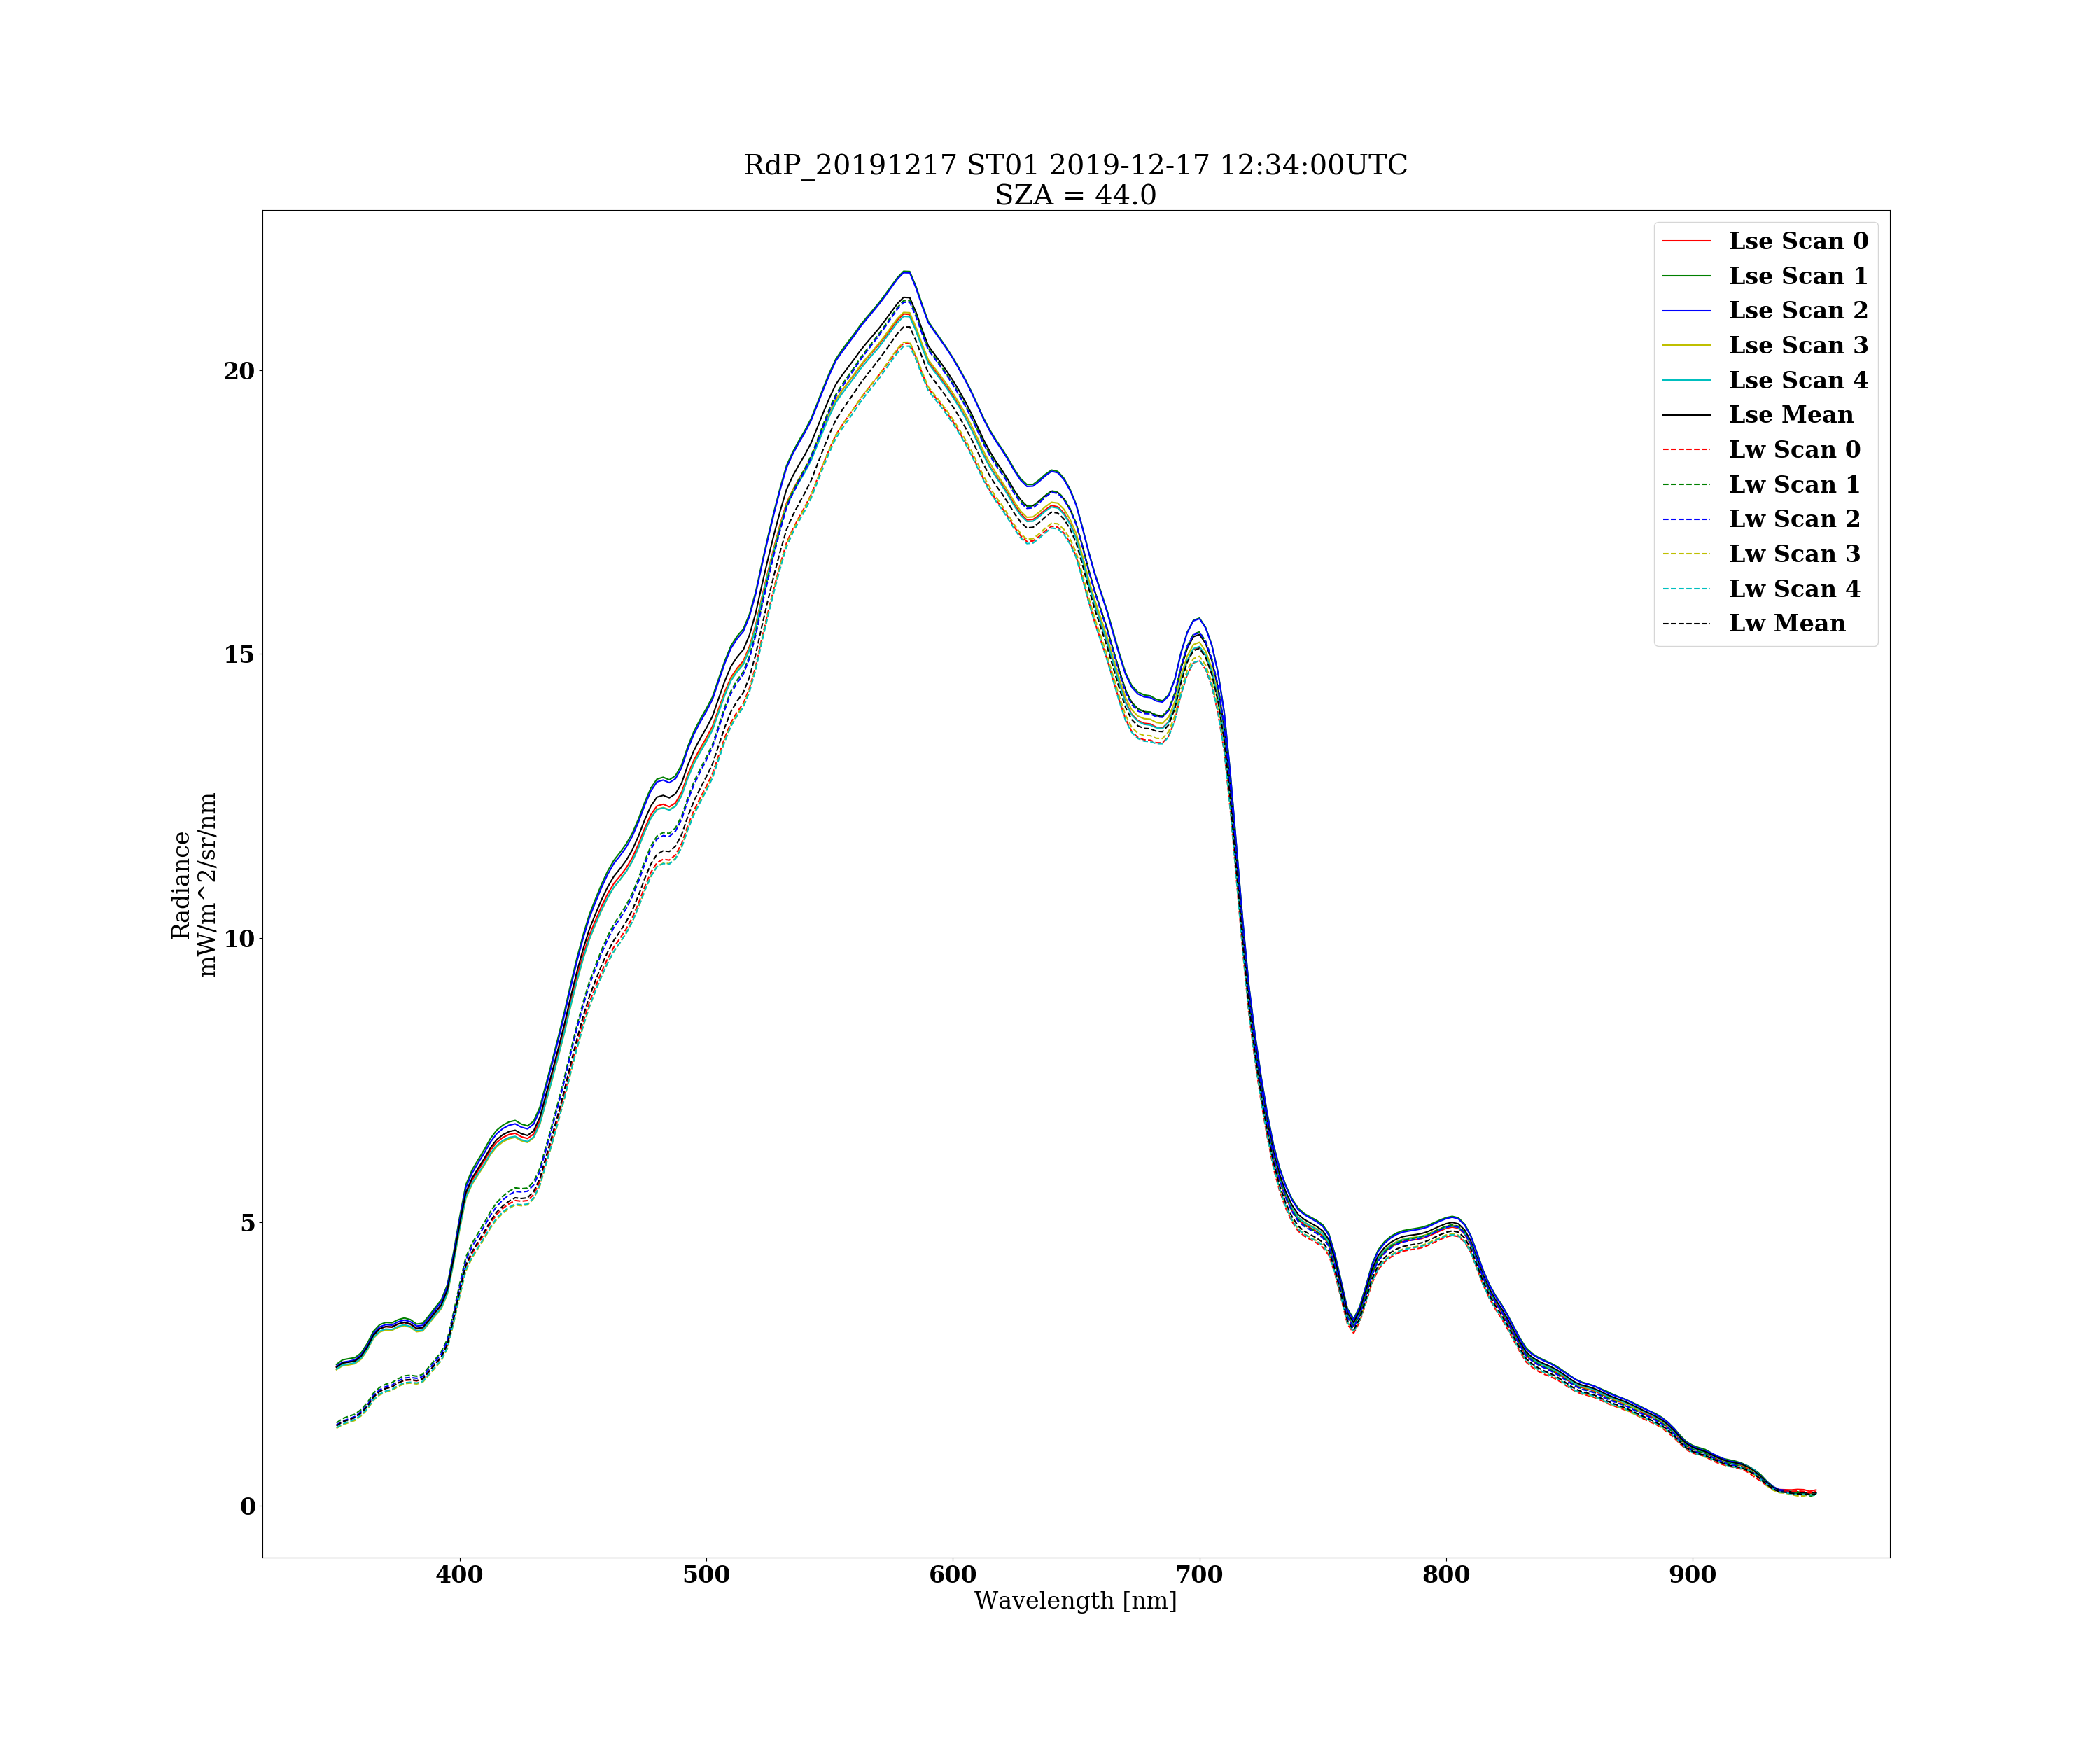 RdP_20191217 ST01 2019-12-17 12:34:00UTC
SZA = 44.0
Lse Scan 0
Lse Scan 1
Lse Scan 2
Lse Scan 3
Lse Scan 4
Lse Mean
Lw Scan 0
Lw Scan 1
Lw Scan 2
Lw Scan 3
Lw Scan 4
Lw Mean
Radiance
mW/m^2/sr/nm
20
15
10
5
0
400 500 600 700 800 900
Wavelength [nm]